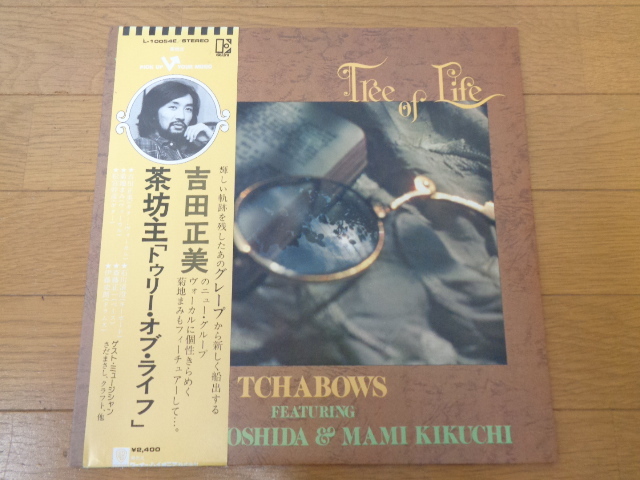 L-10054E STEREO
Tree of Life
吉田正美
茶坊主「トゥリー・オブ・ライフ」
輝しい軌跡を残したあのグレープから新しく船出する
のニュー・グループ
ヴォーカルに個性きらめく
菊地まみもフィーチュアーして…。
ゲスト・ミュージシャン
さだまさし、クラフト、他
¥2,400
TCHABOWS
FEATURING
OSHIDA & MAMI KIKUCHI